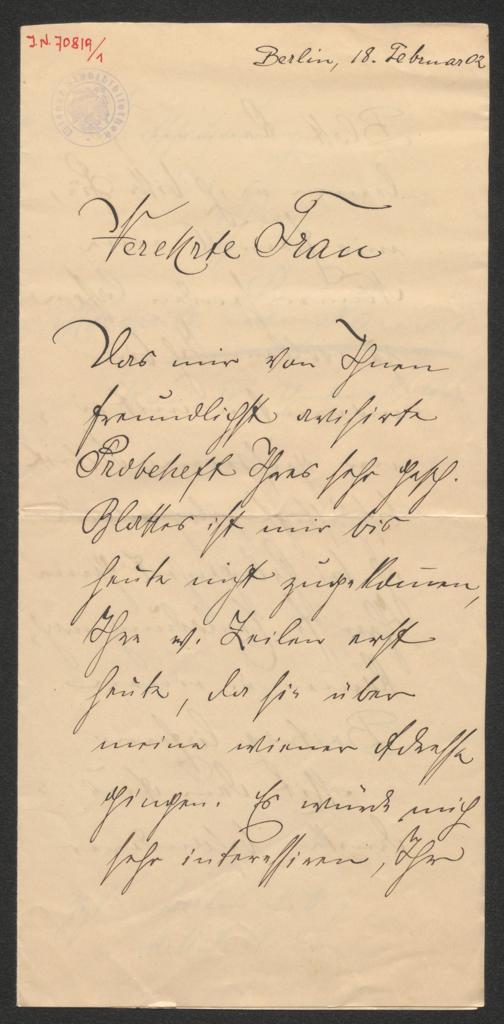 J.N. 70819/1
Berlin, 18. Februar 02
Verehrte Frau
Das mir von Ihnen
freundlichst avisirte
Probeheft Ihres sehr gesch.
Blattes ist mir bis
heute nicht zugekommen,
Ihre w. Zeilen erst
heute, da sie über
meine wiener Adresse
gingen. Es würde mich
sehr interessiren, Ihr